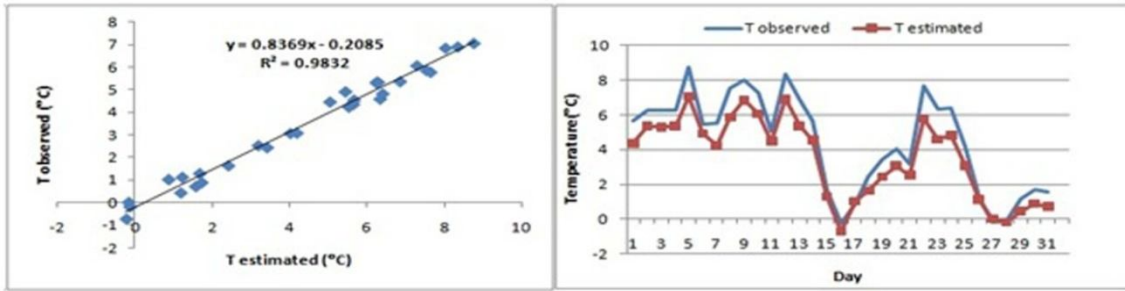 8
7
6
5
4
3
2
1
0
-1
-2
T observed (°C)
y = 0.8369x - 0.2085
R² = 0.9832
-2 0 2 4 6 8 10
T estimated (°C)
T observed T estimated
10
8
6
4
2
0
-2
Temperature(°C)
1 3 5 7 9 11 13 15 17 19 21 23 25 27 29 31
Day